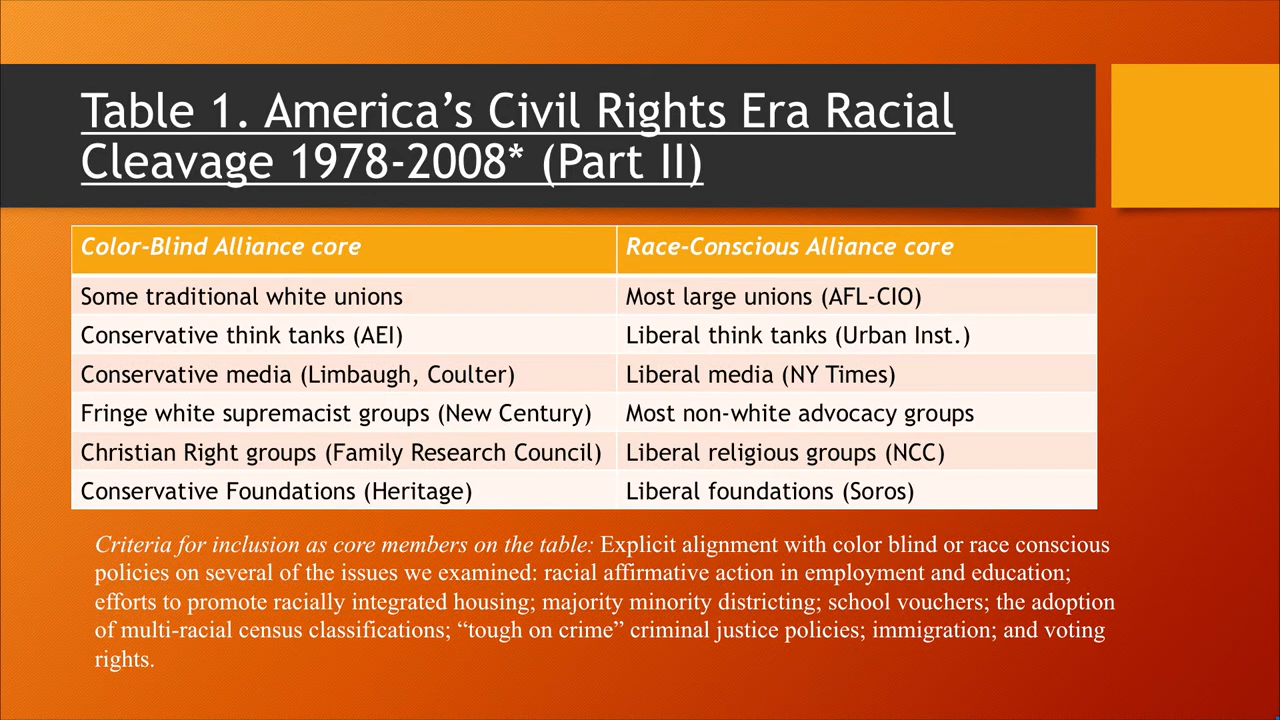 Table 1. America’s Civil Rights Era Racial
Cleavage 1978-2008* (Part II)
Color-Blind Alliance core
Race-Conscious Alliance core
Some traditional white unions
Most large unions (AFL-CIO)
Conservative think tanks (AEI)
Liberal think tanks (Urban Inst.)
Conservative media (Limbaugh, Coulter)
Liberal media (NY Times)
Fringe white supremacist groups (New Century)
Most non-white advocacy groups
Christian Right groups (Family Research Council)
Liberal religious groups (NCC)
Conservative Foundations (Heritage)
Liberal foundations (Soros)
Criteria for inclusion as core members on the table: Explicit alignment with color blind or race conscious
policies on several of the issues we examined: racial affirmative action in employment and education;
efforts to promote racially integrated housing; majority minority districting; school vouchers; the adoption
of multi-racial census classifications; “tough on crime” criminal justice policies; immigration; and voting
rights.